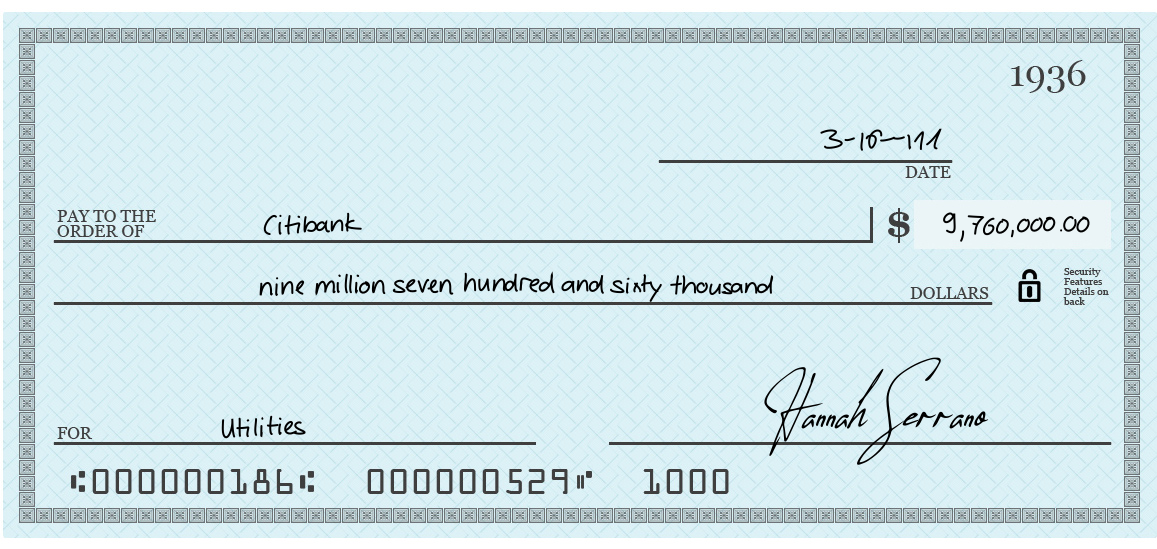 1936
3-16-111
DATE
PAY TO THE
ORDER OF Citibank $ 9,760,000.00
nine million seven hundred and sixty thousand DOLLARS
Security
Features
Details on
back
FOR Utilities Hannah Serrano
⑆000000186⑆ 000000529⑈ 1000